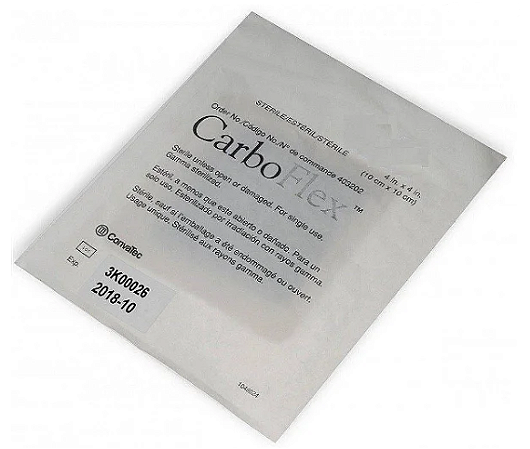 STERILE/ESTÉRIL/STÉRILE
Order No./Código No./N° de commande 403202
4 in. x 4 in.
(10 cm x 10 cm)
CarboFlex™
Sterile unless open or damaged. For single use.
Gamma sterilized.
Estéril, a menos que esté abierto o dañado. Para un
solo uso. Esterilizado por irradiación con rayos gamma.
Stérile, sauf si l'emballage a été endommagé ou ouvert.
Usage unique. Stérilisé aux rayons gamma.
ConvaTec
LOT
Exp.
3K00026
2018-10